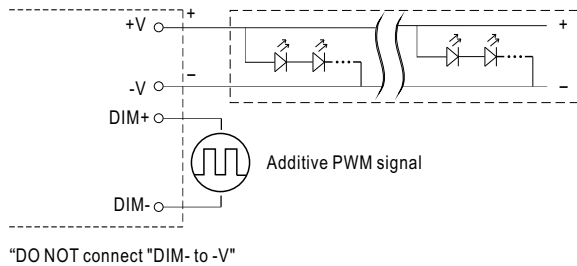 +V + +
-V − −
DIM+
Additive PWM signal
DIM-
“DO NOT connect "DIM- to -V"